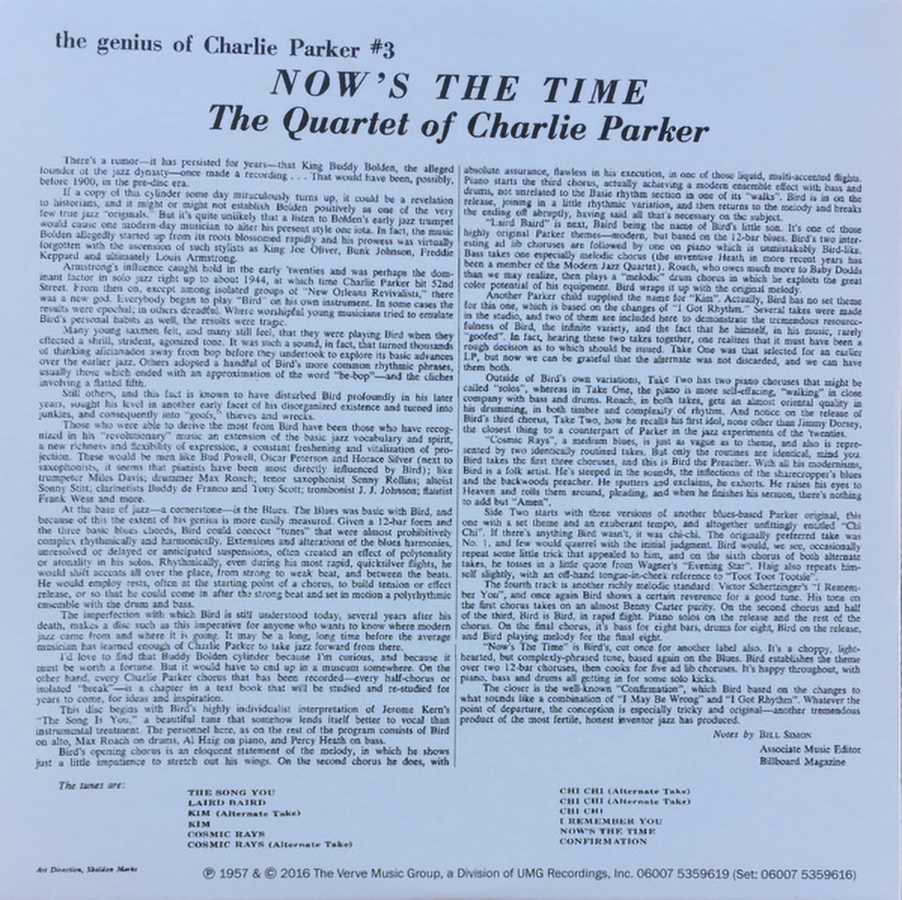 the genius of Charlie Parker #3
NOW'S THE TIME
The Quartet of Charlie Parker
There's a rumor—it has persisted for years—that King Buddy Bolden, the alleged
founder of the jazz dynasty—once made a recording . . . That would have been, possibly,
before 1900, in the pre-disc era.
If a copy of this cylinder some day miraculously turns up, it could be a revelation
to historians, and it might or might not establish Bolden positively as one of the very
few true jazz "originals." But it's quite unlikely that a listen to Bolden's early jazz trumpet
would cause one modern-day musician to alter his present style one iota. In fact, the music
Bolden allegedly started up from its roots blossomed rapidly and his prowess was virtually
forgotten with the ascension of such stylists as King Joe Oliver, Bunk Johnson, Freddie
Keppard and ultimately Louis Armstrong.
Armstrong's influence caught hold in the early 'twenties and was perhaps the dom-
inant factor in solo jazz right up to about 1944, at which time Charlie Parker hit 52nd
Street. From then on, except among isolated groups of "New Orleans Revivalists," there
was a new god. Everybody began to play "Bird" on his own instrument. In some cases the
results were epochal; in others dreadful. Where worshipful young musicians tried to emulate
Bird's personal habits as well, the results were tragic.
Many young saxmen felt, and many still feel, that they were playing Bird when they
effected a shrill, strident, agonized tone. It was such a sound, in fact, that turned thousands
of thinking aficionados away from bop before they undertook to explore its basic advances
over the earlier jazz. Others adopted a handful of Bird's more common rhythmic phrases,
usually those which ended with an approximation of the word "be-bop"—and the cliches
involving a flatted fifth.
Still others, and this fact is known to have disturbed Bird profoundly in his later
years, sought his level in another early facet of his disorganized existence and turned into
junkies, and consequently into "gods," thieves and wrecks.
Those who were able to derive the most from Bird have been those who have recog-
nized in his "revolutionary" music an extension of the basic jazz vocabulary and spirit,
a new richness and flexibility of expression, a constant freshening and vitalization of pro-
jection. These would be men like Bud Powell, Oscar Peterson and Horace Silver (next to
saxophonists, it seems that pianists have been most directly influenced by Bird); like
trumpeter Miles Davis; drummer Max Roach; tenor saxophonist Sonny Rollins; altoist
Sonny Stitt; clarinetists Buddy de Franco and Tony Scott; trombonist J. J. Johnson; flautist
Frank Wess and more.
At the base of jazz—a cornerstone—is the Blues. The Blues was basic with Bird, and
because of this the extent of his genius is more easily measured. Given a 12-bar form and
the three basic blues chords, Bird could concoct "tunes" that were almost prohibitively
complex rhythmically and harmonically. Extensions and alterations of the blues harmonies,
unresolved or delayed or anticipated suspensions, often created an effect of polytonality
or atonality in his solos. Rhythmically, even during his most rapid, quicksilver flights, he
would shift accents all over the place, from strong to weak beat, and between the beats.
He would employ rests, often at the starting point of a chorus, to build tension or effect
release, or so that he could come in after the strong beat and set in motion a polyrhythmic
ensemble with the drum and bass.
The imperfection with which Bird is still understood today, several years after his
death, makes a disc such as this imperative for anyone who wants to know where modern
jazz came from and where it is going. It may be a long, long time before the average
musician has learned enough of Charlie Parker to take jazz forward from there.
I'd love to find that Buddy Bolden cylinder because I'm curious, and because it
must be worth a fortune. But it would have to end up in a museum somewhere. On the
other hand, every Charlie Parker chorus that has been recorded—every half-chorus or
isolated "break"—is a chapter in a text book that will be studied and re-studied for
years to come, for ideas and inspiration.
This disc begins with Bird's highly individualist interpretation of Jerome Kern's
"The Song Is You," a beautiful tune that somehow lends itself better to vocal than
instrumental treatment. The personnel here, as on the rest of the program consists of Bird
on alto, Max Roach on drums, Al Haig on piano, and Percy Heath on bass.
Bird's opening chorus is an eloquent statement of the melody, in which he shows
just a little impatience to stretch out his wings. On the second chorus he does, with
absolute assurance, flawless in his execution, in one of those liquid, multi-accented flights.
Piano starts the third chorus, actually achieving a modern ensemble effect with bass and
drums, not unrelated to the Basie rhythm section in one of its "walks". Bird is in on the
release, joining in a little rhythmic variation, and then returns to the melody and breaks
the ending off abruptly, having said all that's necessary on the subject.
"Laird Baird" is next, Baird being the name of Bird's little son. It's one of those
highly original Parker themes—modern, but based on the 12-bar blues. Bird's two inter-
esting ad lib choruses are followed by one on piano which is unmistakably Bird-like.
Bass takes one especially melodic chorus (the inventive Heath in more recent years has
been a member of the Modern Jazz Quartet). Roach, who owes much more to Baby Dodds
than we may realize, then plays a "melodic" drum chorus in which he exploits the great
color potential of his equipment. Bird wraps it up with the original melody.
Another Parker child supplied the name for "Kim". Actually, Bird has no set theme
for this one, which is based on the changes of "I Got Rhythm." Several takes were made
in the studio, and two of them are included here to demonstrate the tremendous resource-
fulness of Bird, the infinite variety, and the fact that he himself, in his music, rarely
"goofed". In fact, hearing these two takes together, one realizes that it must have been a
rough decision as to which should be issued. Take One was selected for an earlier
LP, but now we can be grateful that the alternate was not discarded, and we can have
them both.
Outside of Bird's own variations, Take Two has two piano choruses that might be
called "solos", whereas in Take One, the piano is more self-effacing, "walking" in close
company with bass and drums. Roach, in both takes, gets an almost oriental quality in
his drumming, in both timbre and complexity of rhythm. And notice on the release of
Bird's third chorus, Take Two, how he recalls his first idol, none other than Jimmy Dorsey,
the closest thing to a counterpart of Parker in the jazz experiments of the 'twenties.
"Cosmic Rays", a medium blues, is just as vague as to theme, and also is repre-
sented by two identically routined takes. But only the routines are identical, mind you.
Bird takes the first three choruses, and this is Bird the Preacher. With all his modernisms,
Bird is a folk artist. He's steeped in the sounds, the inflections of the sharecropper's blues
and the backwoods preacher. He sputters and exclaims, he exhorts. He raises his eyes to
Heaven and rolls them around, pleading, and when he finishes his sermon, there's nothing
to add but "Amen".
Side Two starts with three versions of another blues-based Parker original, this
one with a set theme and an exuberant tempo, and altogether unfittingly entitled "Chi
Chi". If there's anything Bird wasn't, it was chi-chi. The originally preferred take was
No. 1, and few would quarrel with the initial judgment. Bird would, we see, occasionally
repeat some little trick that appealed to him, and on the sixth chorus of both alternate
takes, he tosses in a little quote from Wagner's "Evening Star". Haig also repeats him-
self slightly, with an off-hand tongue-in-cheek reference to "Toot Toot Tootsie".
The fourth track is another richly melodic standard: Victor Schertzinger's "I Remem-
ber You", and once again Bird shows a certain reverence for a good tune. His tone on
the first chorus takes on an almost Benny Carter purity. On the second chorus and half
of the third, Bird is Bird, in rapid flight. Piano solos on the release and the rest of the
chorus. On the final chorus, it's bass for eight bars, drums for eight, Bird on the release,
and Bird playing melody for the final eight.
"Now's The Time" is Bird's, cut once for another label also. It's a choppy, light-
hearted, but complexly-phrased tune, based again on the Blues. Bird establishes the theme
over two 12-bar choruses, then cooks for five ad lib choruses. It's happy throughout, with
piano, bass and drums all getting in for some solo kicks.
The closer is the well-known "Confirmation", which Bird based on the changes to
what sounds like a combination of "I May Be Wrong" and "I Got Rhythm". Whatever the
point of departure, the conception is especially tricky and original—another tremendous
product of the most fertile, honest inventor jazz has produced.
Notes by BILL SIMON
Associate Music Editor
Billboard Magazine
The tunes are:
THE SONG YOU
LAIRD BAIRD
KIM (Alternate Take)
KIM
COSMIC RAYS
COSMIC RAYS (Alternate Take)
CHI CHI (Alternate Take)
CHI CHI (Alternate Take)
CHI CHI
I REMEMBER YOU
NOW'S THE TIME
CONFIRMATION
Art Direction, Sheldon Marks
℗ 1957 & © 2016 The Verve Music Group, a Division of UMG Recordings, Inc. 06007 5359619 (Set: 06007 5359616)